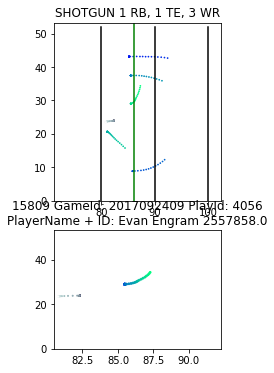 SHOTGUN 1 RB, 1 TE, 3 WR
50
40
30
20
10
0
80 90 100
15809 GameId: 2017092409 PlayId: 4056
PlayerName + ID: Evan Engram 2557858.0
40
20
0
82.5 85.0 87.5 90.0